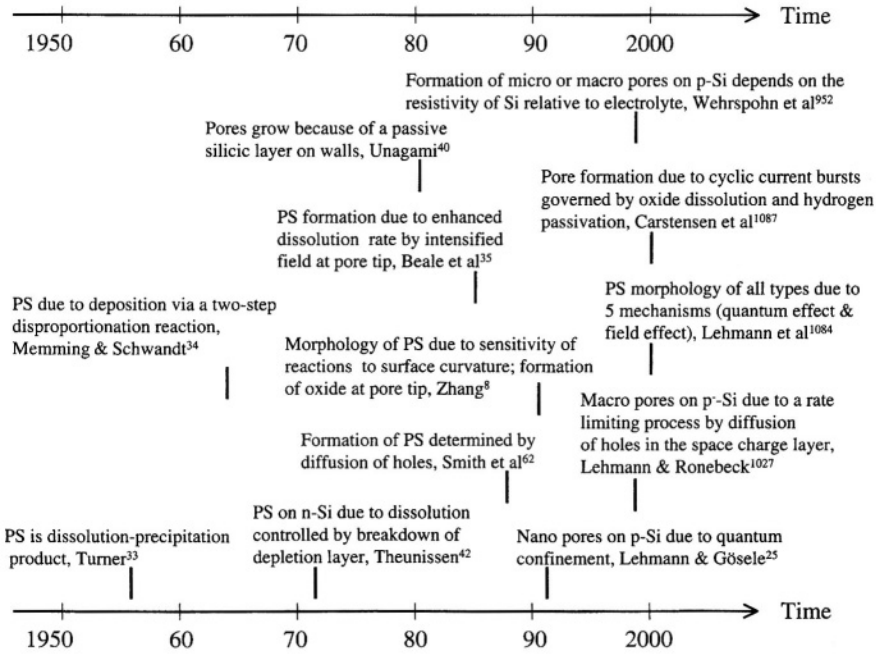 Time
1950 60 70 80 90 2000
Formation of micro or macro pores on p-Si depends on the
resistivity of Si relative to electrolyte, Wehrspohn et al952
Pores grow because of a passive
silicic layer on walls, Unagami40
Pore formation due to cyclic current bursts
governed by oxide dissolution and hydrogen
passivation, Carstensen et al1087
PS formation due to enhanced
dissolution rate by intensified
field at pore tip, Beale et al35
PS morphology of all types due to
5 mechanisms (quantum effect &
field effect), Lehmann et al1084
PS due to deposition via a two-step
disproportionation reaction,
Memming & Schwandt34
Morphology of PS due to sensitivity of
reactions to surface curvature; formation
of oxide at pore tip, Zhang8
Macro pores on p--Si due to a rate
limiting process by diffusion
of holes in the space charge layer,
Lehmann & Ronebeck1027
Formation of PS determined by
diffusion of holes, Smith et al62
PS on n-Si due to dissolution
controlled by breakdown of
depletion layer, Theunissen42
PS is dissolution-precipitation
product, Turner33
Nano pores on p-Si due to quantum
confinement, Lehmann & Gösele25
Time
1950 60 70 80 90 2000